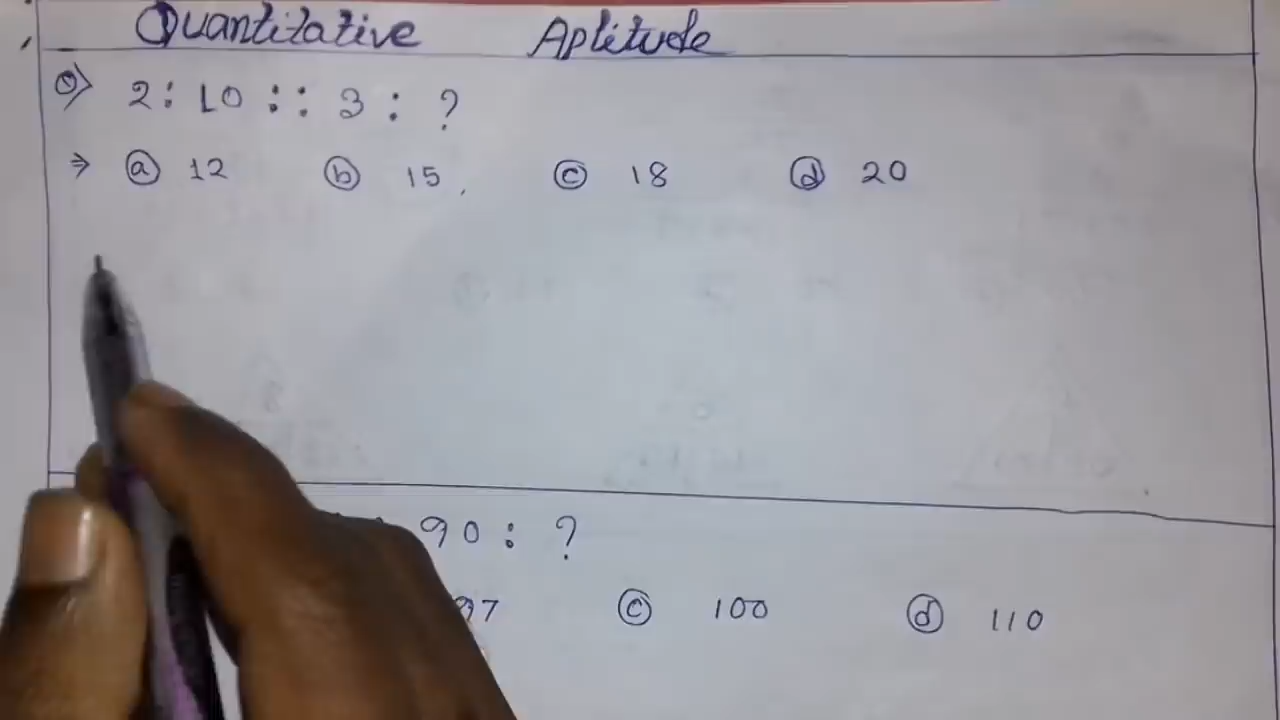 Quantitative Aptitude
Q> 2 : 10 : : 3 : ?
⇒ ⓐ 12 ⓑ 15 ⓒ 18 ⓓ 20
90 : ?
97 ⓒ 100 ⓓ 110